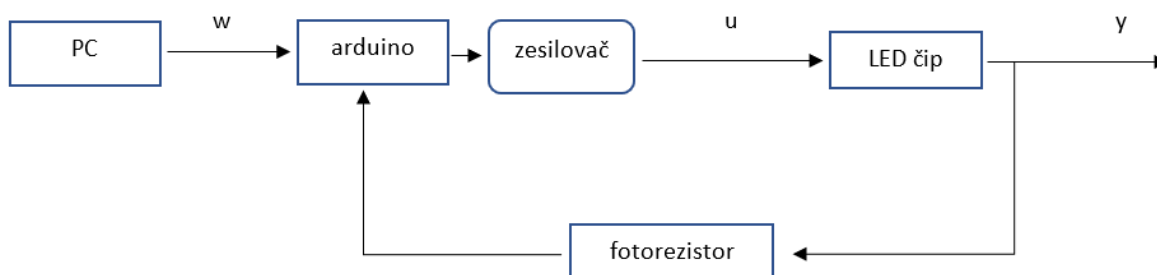 w
u
y
PC
arduino
zesilovač
LED čip
fotorezistor